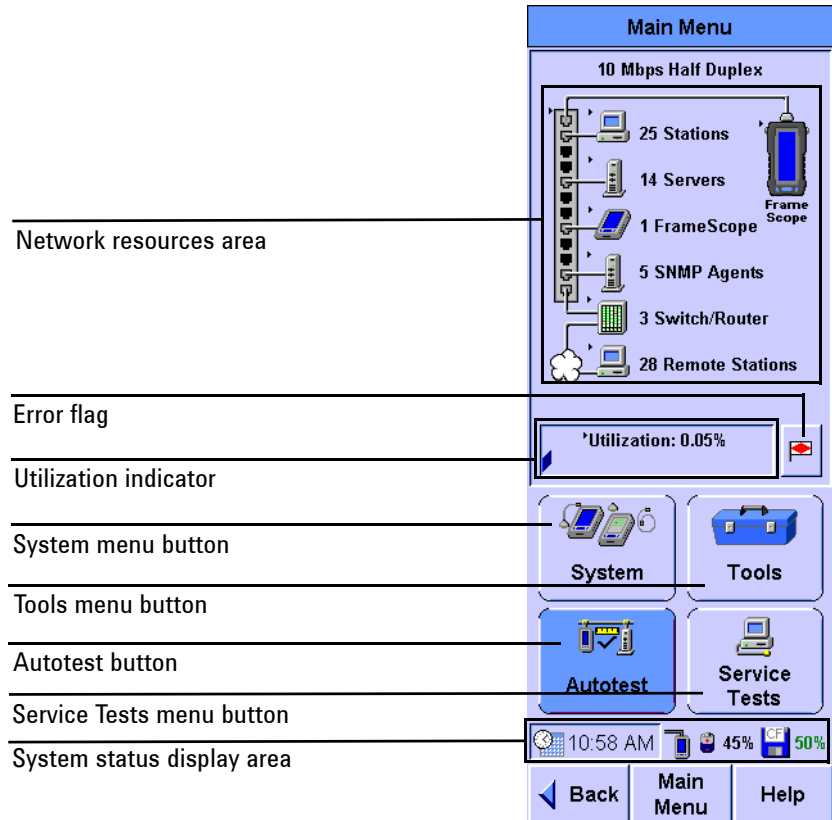 Main Menu
10 Mbps Half Duplex
25 Stations
14 Servers
Frame
Scope
1 FrameScope
5 SNMP Agents
3 Switch/Router
28 Remote Stations
Network resources area
Error flag
Utilization: 0.05%
Utilization indicator
System menu button
System
Tools
Tools menu button
Autotest button
Autotest
Service
Tests
Service Tests menu button
System status display area
10:58 AM
45%
CF
50%
Back
Main
Menu
Help